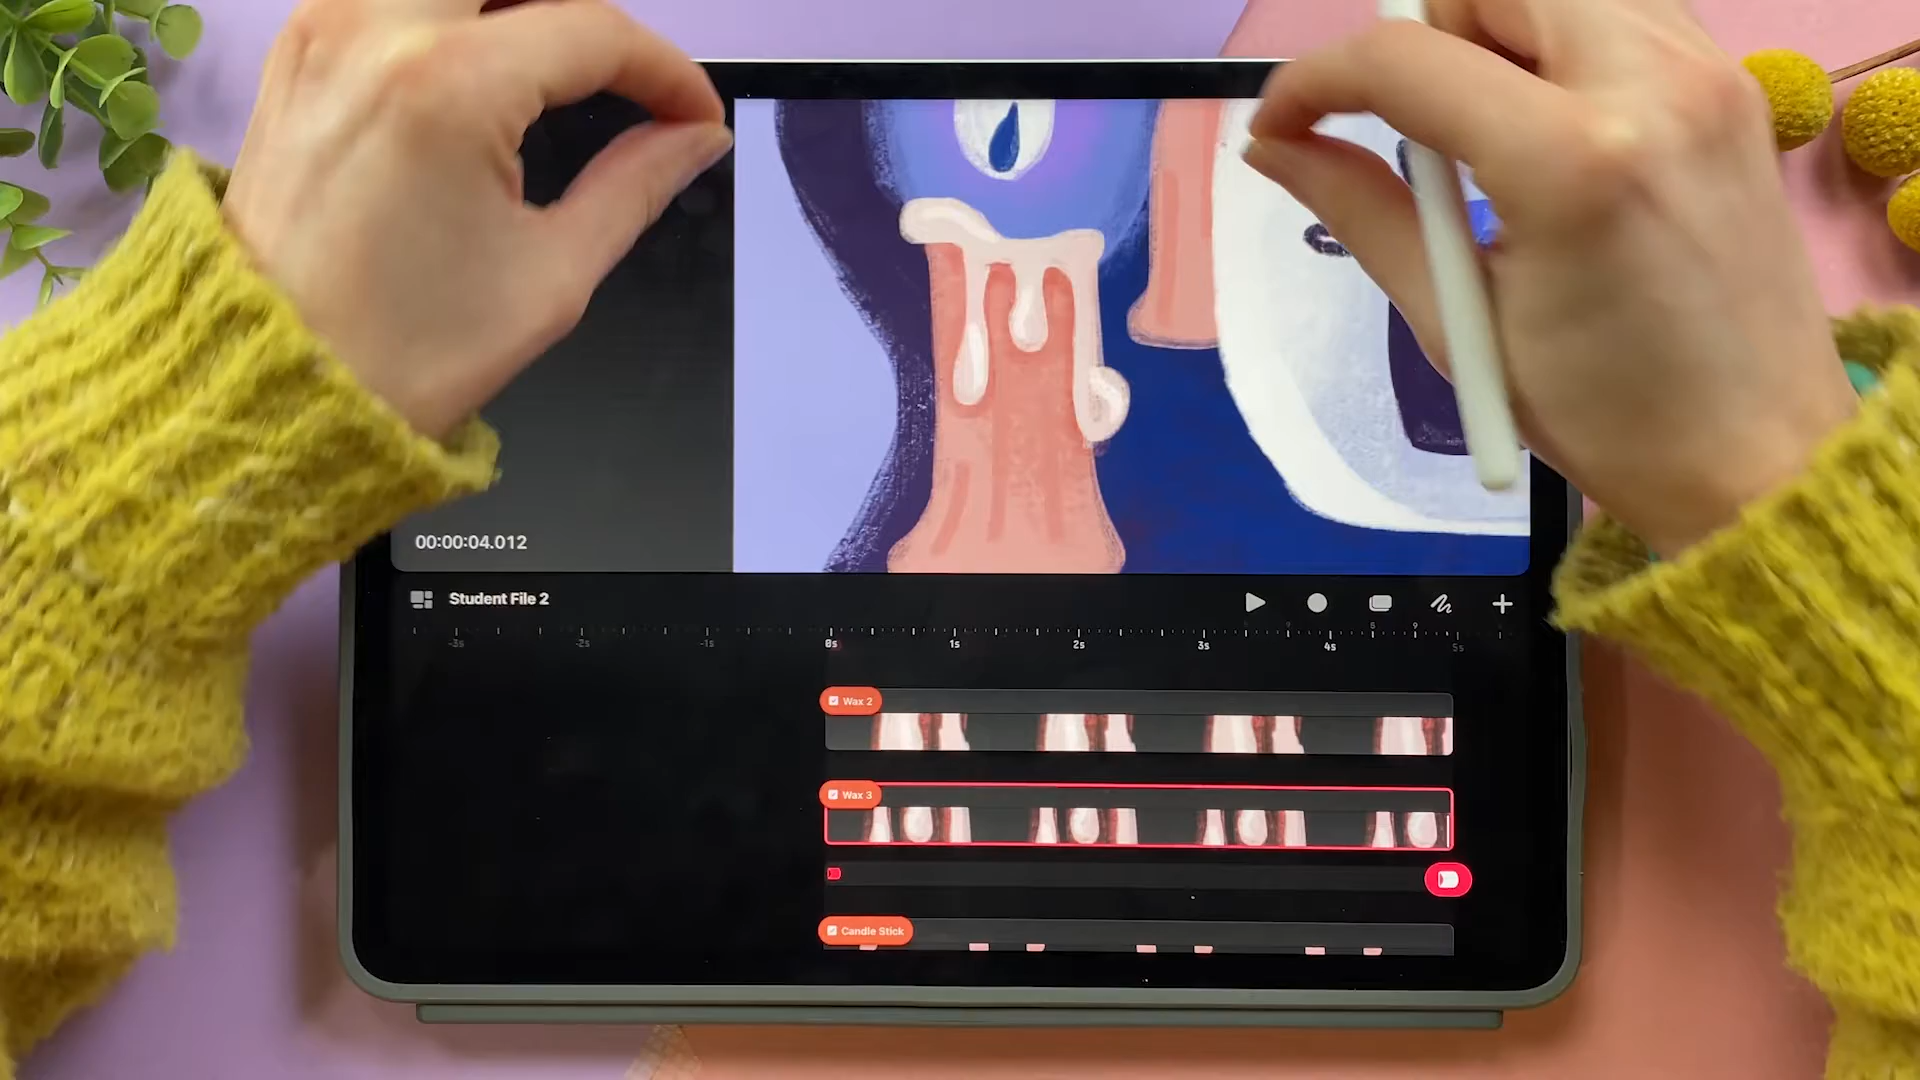 00:00:04.012
Student File 2
-3s -2s -1s 0s 1s 2s 3s 4s 5s
Wax 2
Wax 3
Candle Stick